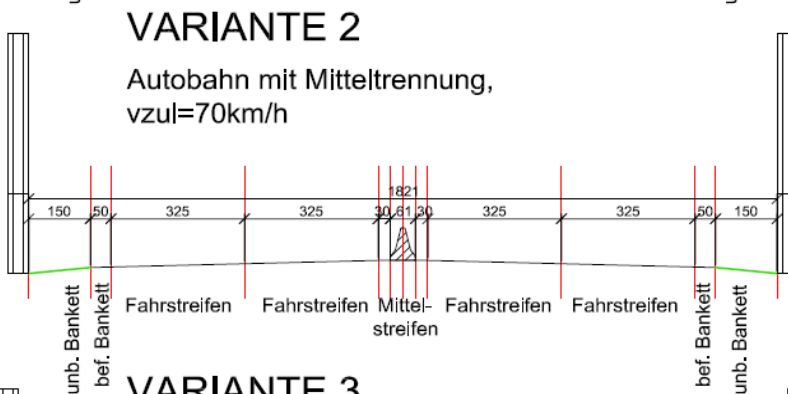 VARIANTE 2
Autobahn mit Mitteltrennung,
vzul=70km/h
1821
150 50 325 325 30 61 30 325 325 50 150
unb. Bankett
bef. Bankett
Fahrstreifen
Fahrstreifen
Mittel-
streifen
Fahrstreifen
Fahrstreifen
bef. Bankett
unb. Bankett
VARIANTE 3